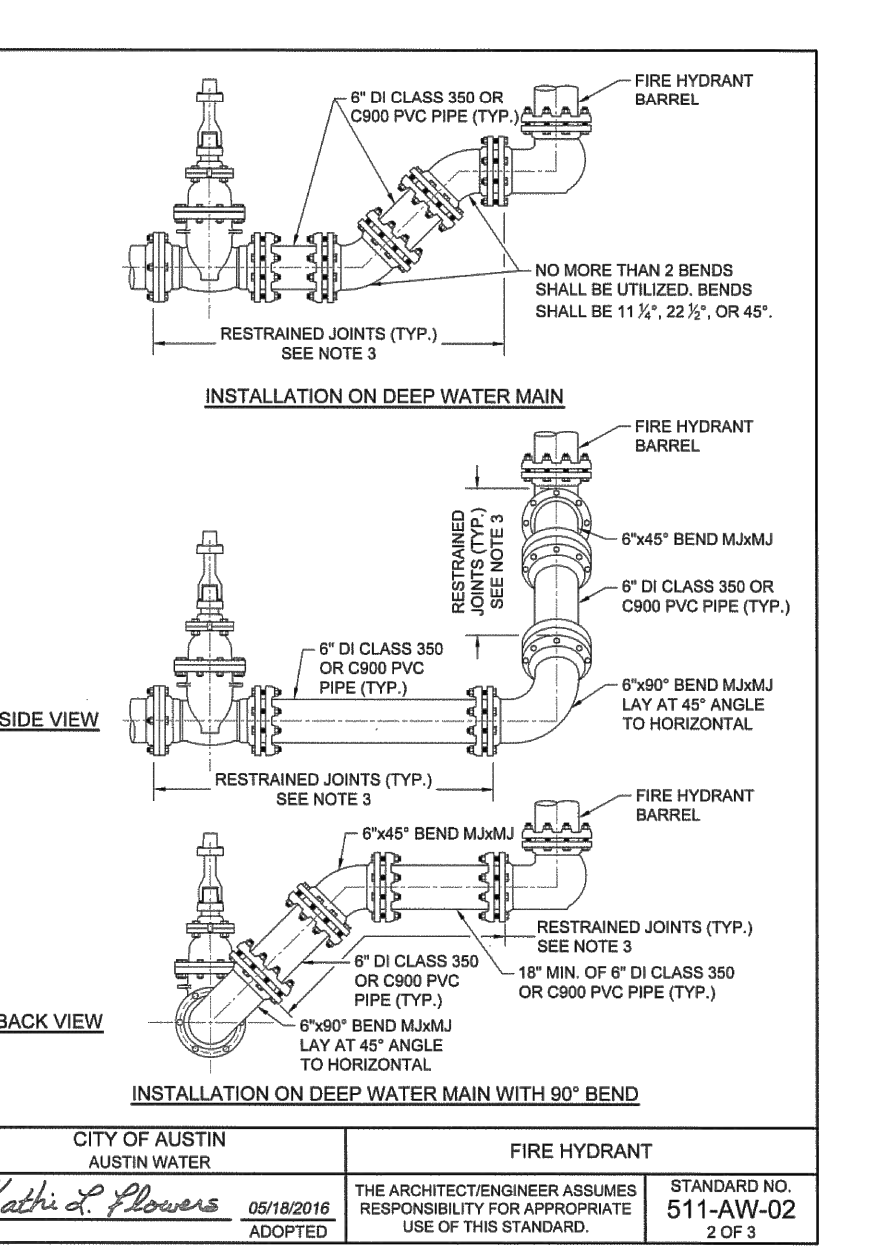 FIRE HYDRANT
BARREL
6" DI CLASS 350 OR
C900 PVC PIPE (TYP.)
NO MORE THAN 2 BENDS
SHALL BE UTILIZED. BENDS
SHALL BE 11 ¼°, 22 ½°, OR 45°.
RESTRAINED JOINTS (TYP.)
SEE NOTE 3
INSTALLATION ON DEEP WATER MAIN
FIRE HYDRANT
BARREL
RESTRAINED
JOINTS (TYP.)
SEE NOTE 3
6"x45° BEND MJxMJ
6" DI CLASS 350 OR
C900 PVC PIPE (TYP.)
6" DI CLASS 350
OR C900 PVC
PIPE (TYP.)
6"x90° BEND MJxMJ
LAY AT 45° ANGLE
TO HORIZONTAL
SIDE VIEW
RESTRAINED JOINTS (TYP.)
SEE NOTE 3
FIRE HYDRANT
BARREL
6"x45° BEND MJxMJ
RESTRAINED JOINTS (TYP.)
SEE NOTE 3
6" DI CLASS 350
OR C900 PVC
PIPE (TYP.)
18" MIN. OF 6" DI CLASS 350
OR C900 PVC PIPE (TYP.)
BACK VIEW
6"x90° BEND MJxMJ
LAY AT 45° ANGLE
TO HORIZONTAL
INSTALLATION ON DEEP WATER MAIN WITH 90° BEND
CITY OF AUSTIN
AUSTIN WATER
FIRE HYDRANT
Kathi L. Flowers
05/18/2016
ADOPTED
THE ARCHITECT/ENGINEER ASSUMES
RESPONSIBILITY FOR APPROPRIATE
USE OF THIS STANDARD.
STANDARD NO.
511-AW-02
2 OF 3